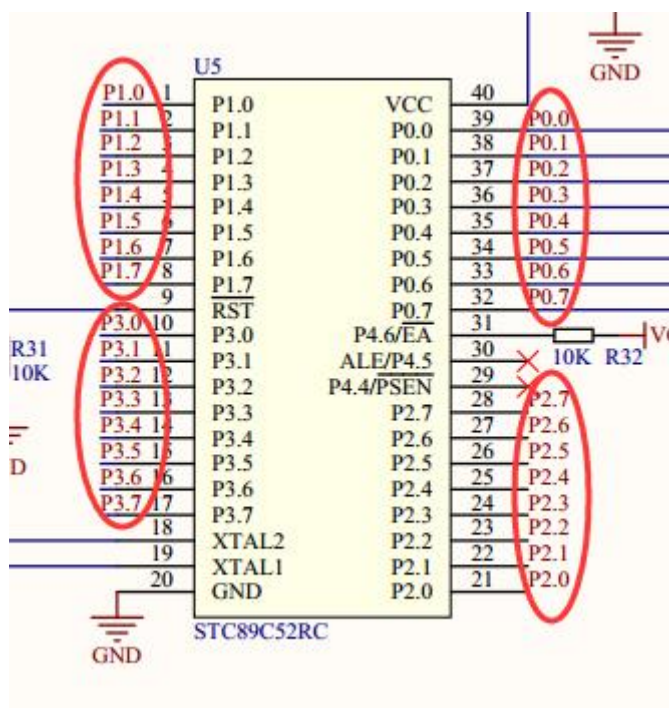 GND
U5
P1.0 1 P1.0 VCC 40
P1.1 2 P1.1 P0.0 39 P0.0
P1.2 3 P1.2 P0.1 38 P0.1
P1.3 4 P1.3 P0.2 37 P0.2
P1.4 5 P1.4 P0.3 36 P0.3
P1.5 6 P1.5 P0.4 35 P0.4
P1.6 7 P1.6 P0.5 34 P0.5
P1.7 8 P1.7 P0.6 33 P0.6
9 RST P0.7 32 P0.7
P3.0 10 P3.0 P4.6/EA 31
P3.1 11 P3.1 ALE/P4.5 30
P3.2 12 P3.2 P4.4/PSEN 29
P3.3 13 P3.3 P2.7 28 P2.7
P3.4 14 P3.4 P2.6 27 P2.6
P3.5 15 P3.5 P2.5 26 P2.5
P3.6 16 P3.6 P2.4 25 P2.4
P3.7 17 P3.7 P2.3 24 P2.3
18 XTAL2 P2.2 23 P2.2
19 XTAL1 P2.1 22 P2.1
20 GND P2.0 21 P2.0
R31
10K
10K R32
D
STC89C52RC
GND